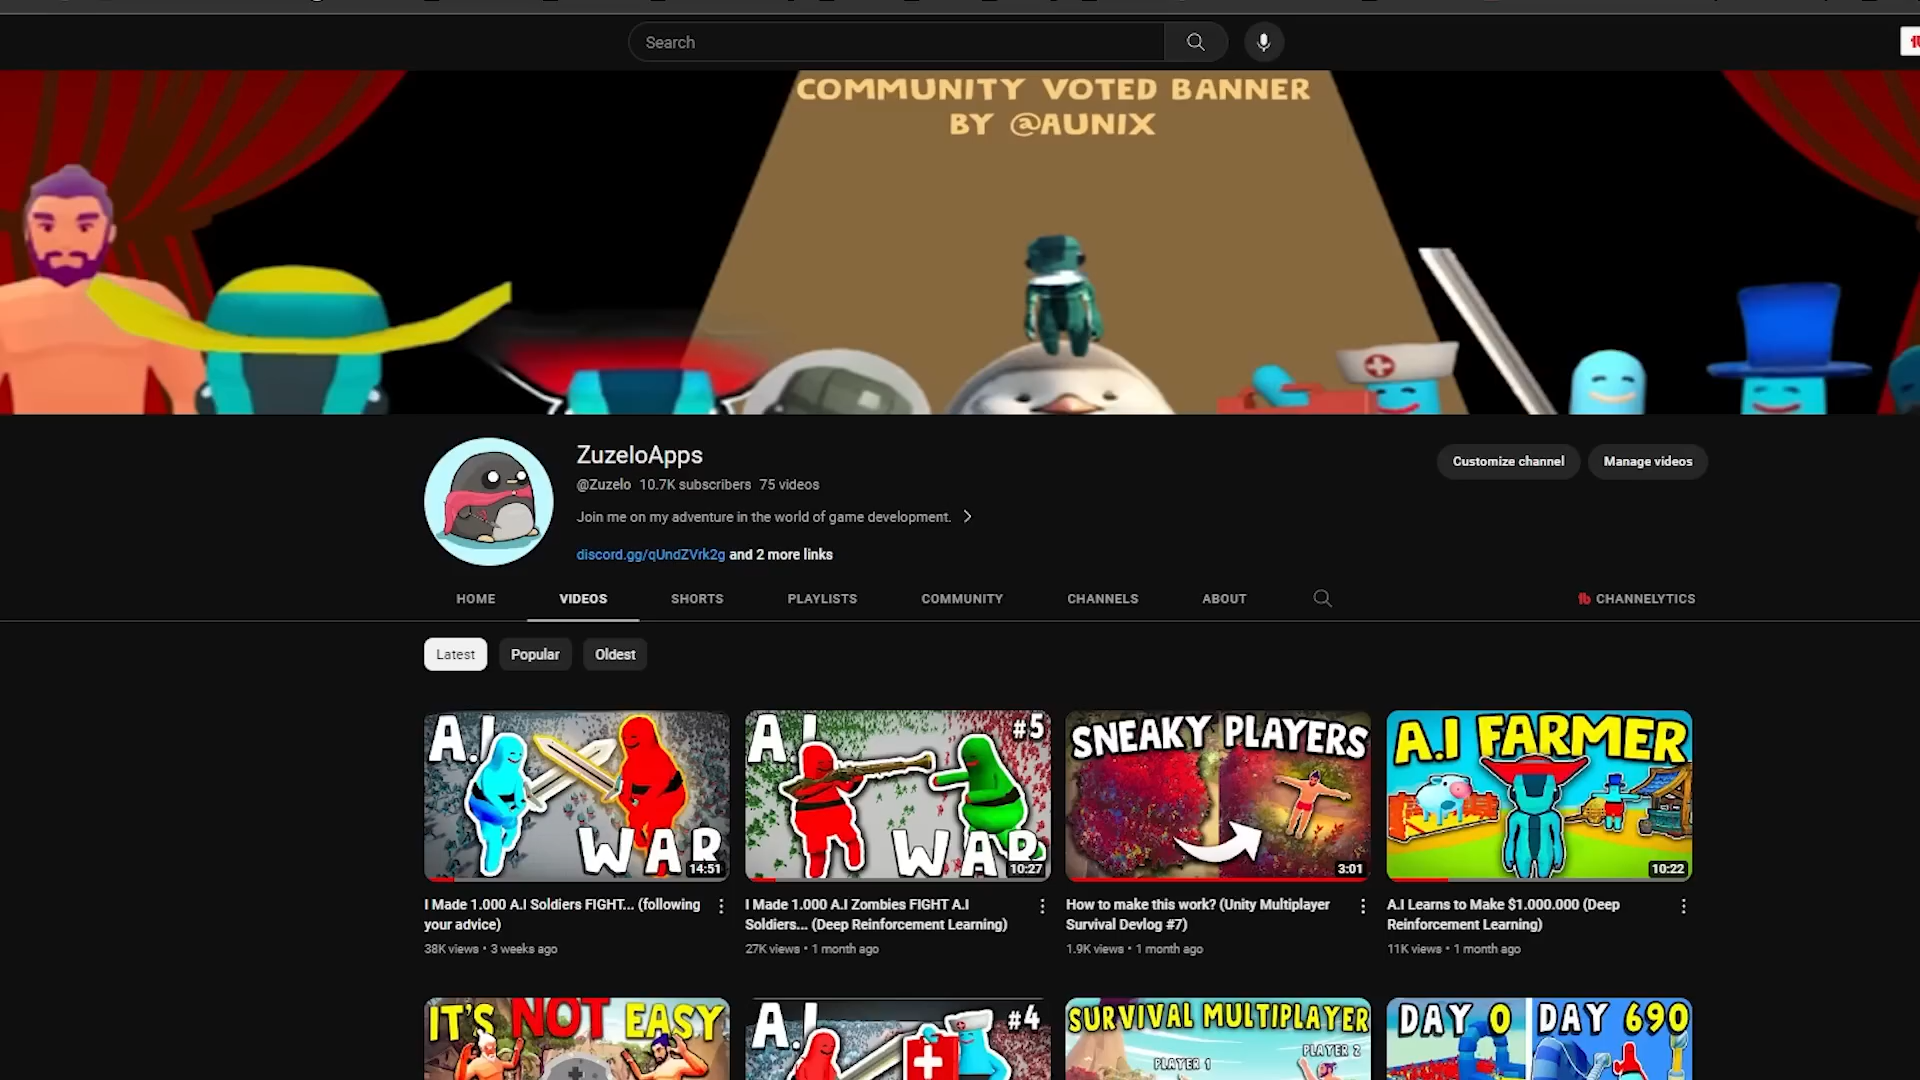 Search
COMMUNITY VOTED BANNER
BY @AUNIX
ZuzeloApps
@Zuzelo 10.7K subscribers 75 videos
Join me on my adventure in the world of game development.
discord.gg/qUndZVrk2g and 2 more links
Customize channel
Manage videos
HOME
VIDEOS
SHORTS
PLAYLISTS
COMMUNITY
CHANNELS
ABOUT
CHANNELYTICS
Latest
Popular
Oldest
A.I
WAR
14:51
I Made 1.000 A.I Soldiers FIGHT... (following
your advice)
38K views • 3 weeks ago
A.I
#5
WAR
10:27
I Made 1.000 A.I Zombies FIGHT A.I
Soldiers... (Deep Reinforcement Learning)
27K views • 1 month ago
SNEAKY PLAYERS
3:01
How to make this work? (Unity Multiplayer
Survival Devlog #7)
1.9K views • 1 month ago
A.I FARMER
10:22
A.I Learns to Make $1.000.000 (Deep
Reinforcement Learning)
11K views • 1 month ago
IT'S NOT EASY
A.I
#4
SURVIVAL MULTIPLAYER
PLAYER 1
PLAYER 2
DAY 0
DAY 690